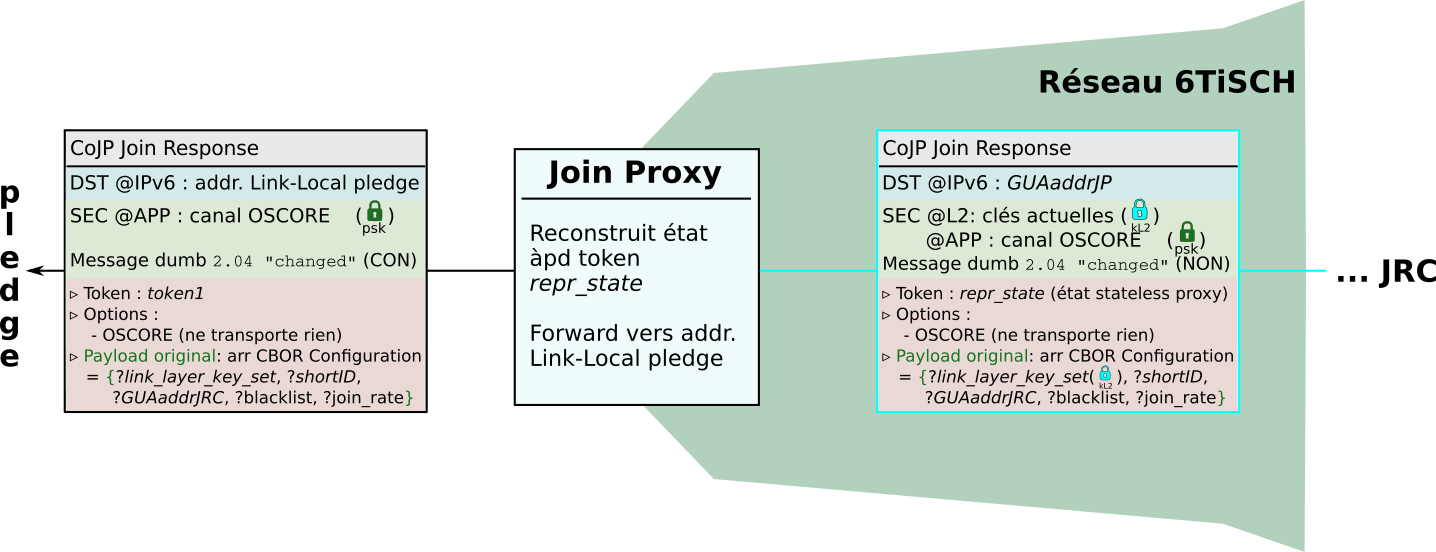 Réseau 6TiSCH
pledge
CoJP Join Response
DST @IPv6 : addr. Link-Local pledge
SEC @APP : canal OSCORE (psk)
Message dumb 2.04 "changed" (CON)
▹ Token : token1
▹ Options :
- OSCORE (ne transporte rien)
▹ Payload original: arr CBOR Configuration
= {?link_layer_key_set, ?shortID,
?GUAaddrJRC, ?blacklist, ?join_rate}
Join Proxy
Reconstruit état
àpd token
repr_state
Forward vers addr.
Link-Local pledge
CoJP Join Response
DST @IPv6 : GUAaddrJP
SEC @L2: clés actuelles (kL2)
@APP : canal OSCORE (psk)
Message dumb 2.04 "changed" (NON)
▹ Token : repr_state (état stateless proxy)
▹ Options :
- OSCORE (ne transporte rien)
▹ Payload original: arr CBOR Configuration
= {?link_layer_key_set(kL2), ?shortID,
?GUAaddrJRC, ?blacklist, ?join_rate}
... JRC